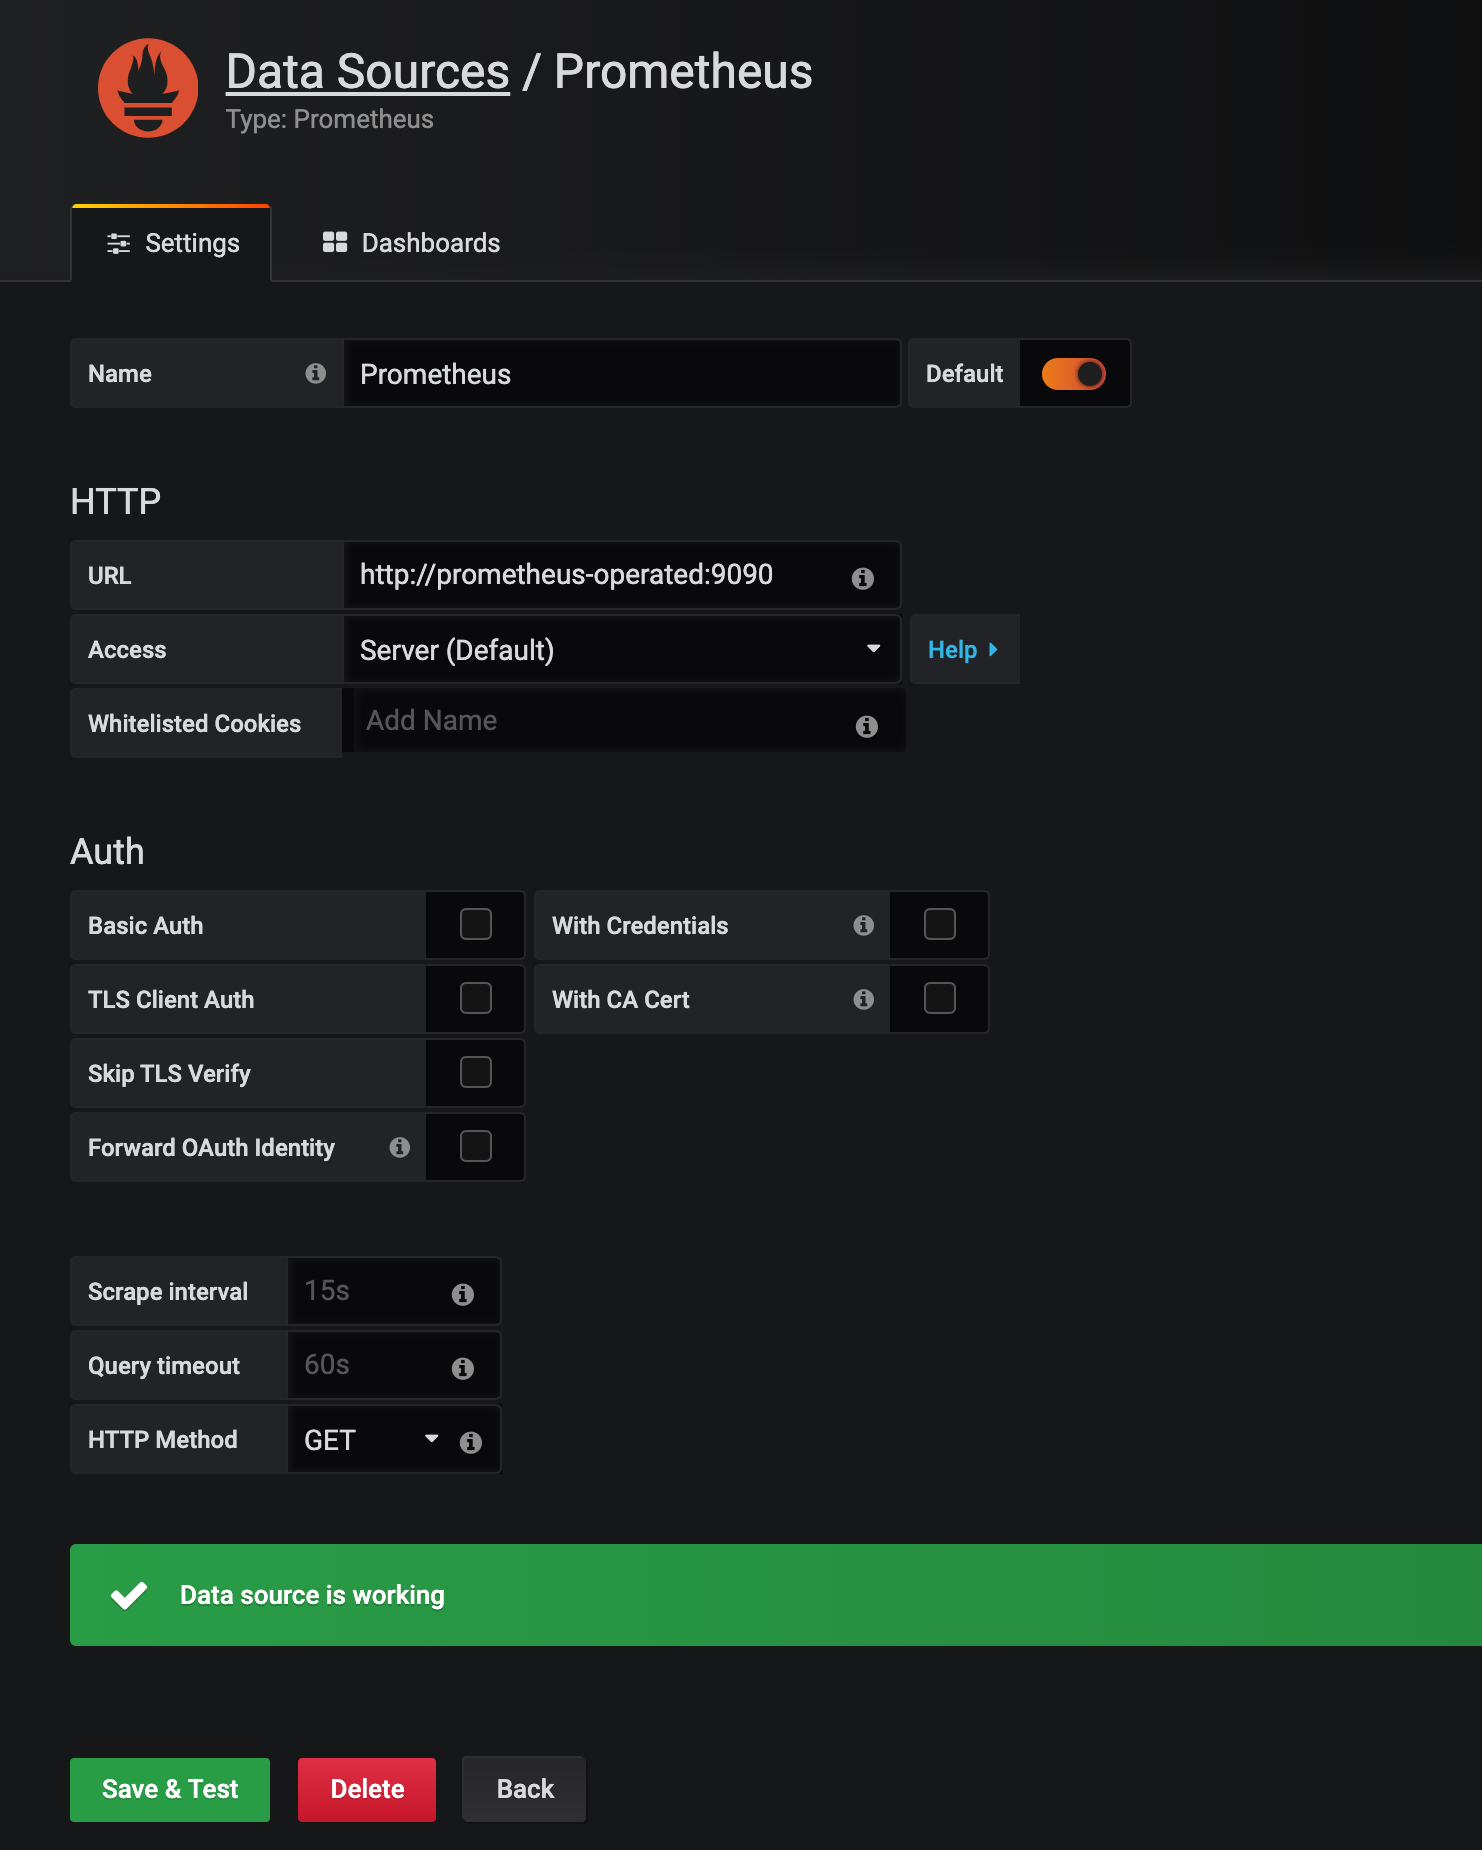 Data Sources / Prometheus
Type: Prometheus
Settings
Dashboards
Name
Prometheus
Default
HTTP
URL
http://prometheus-operated:9090
Access
Server (Default)
Help
Whitelisted Cookies
Add Name
Auth
Basic Auth
With Credentials
TLS Client Auth
With CA Cert
Skip TLS Verify
Forward OAuth Identity
Scrape interval
15s
Query timeout
60s
HTTP Method
GET
Data source is working
Save & Test
Delete
Back